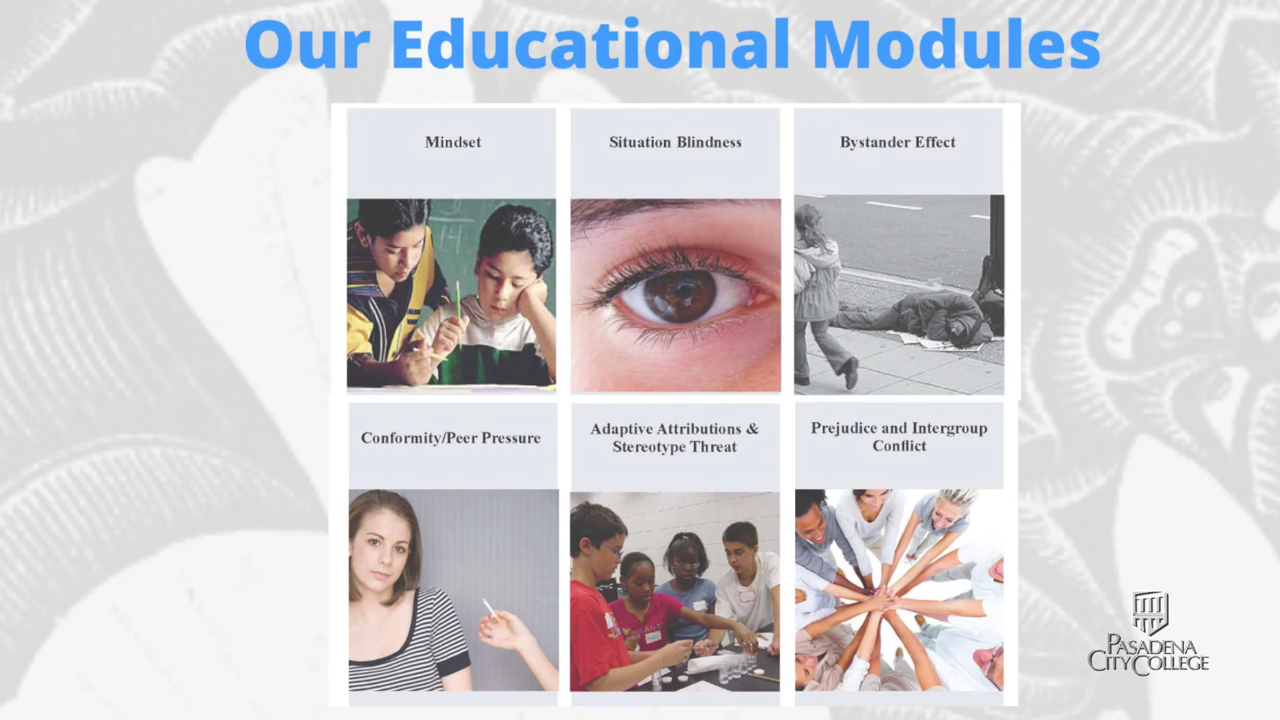 Our Educational Modules
Mindset
Situation Blindness
Bystander Effect
Conformity/Peer Pressure
Adaptive Attributions &
Stereotype Threat
Prejudice and Intergroup
Conflict
PASADENA
CITY COLLEGE